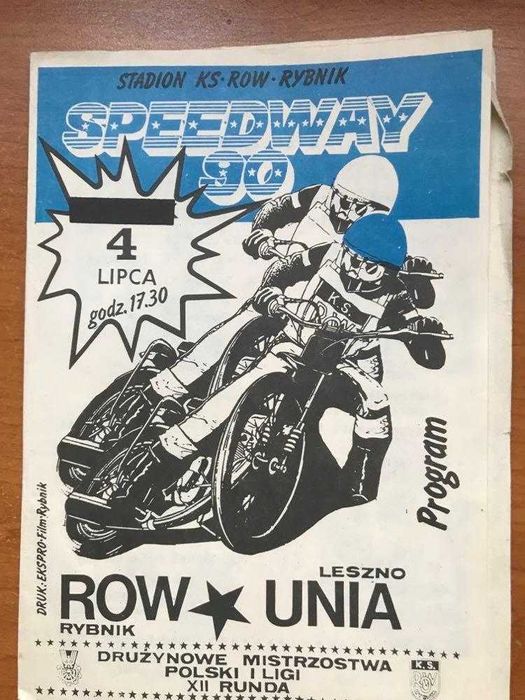 STADION KS·ROW·RYBNIK
SPEEDWAY
90
4
LIPCA
godz.17.30
K.S.
ROW
Program
DRUK.: EKSPRO-Film-Rybnik
ROW ★ UNIA
RYBNIK
LESZNO
DRUŻYNOWE MISTRZOSTWA
POLSKI I LIGI
XII RUNDA
K.S.